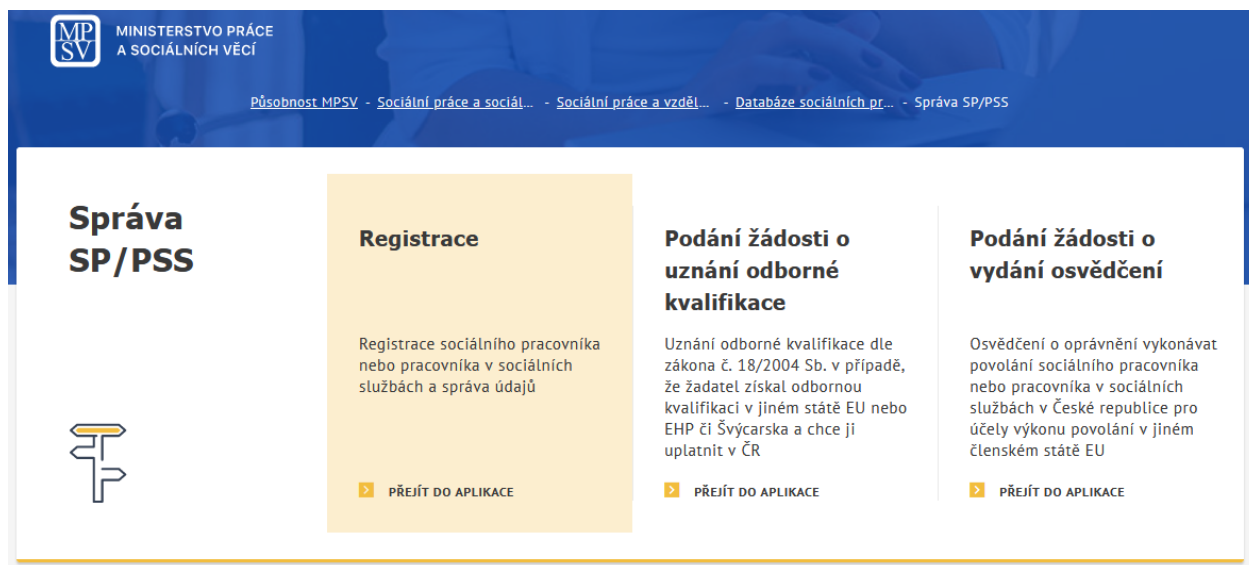 MP
SV
MINISTERSTVO PRÁCE
A SOCIÁLNÍCH VĚCÍ
Působnost MPSV - Sociální práce a sociál... - Sociální práce a vzděl... - Databáze sociálních pr... - Správa SP/PSS
Správa
SP/PSS
Registrace
Registrace sociálního pracovníka
nebo pracovníka v sociálních
službách a správa údajů
PŘEJÍT DO APLIKACE
Podání žádosti o
uznání odborné
kvalifikace
Uznání odborné kvalifikace dle
zákona č. 18/2004 Sb. v případě,
že žadatel získal odbornou
kvalifikaci v jiném státě EU nebo
EHP či Švýcarska a chce ji
uplatnit v ČR
PŘEJÍT DO APLIKACE
Podání žádosti o
vydání osvědčení
Osvědčení o oprávnění vykonávat
povolání sociálního pracovníka
nebo pracovníka v sociálních
službách v České republice pro
účely výkonu povolání v jiném
členském státě EU
PŘEJÍT DO APLIKACE